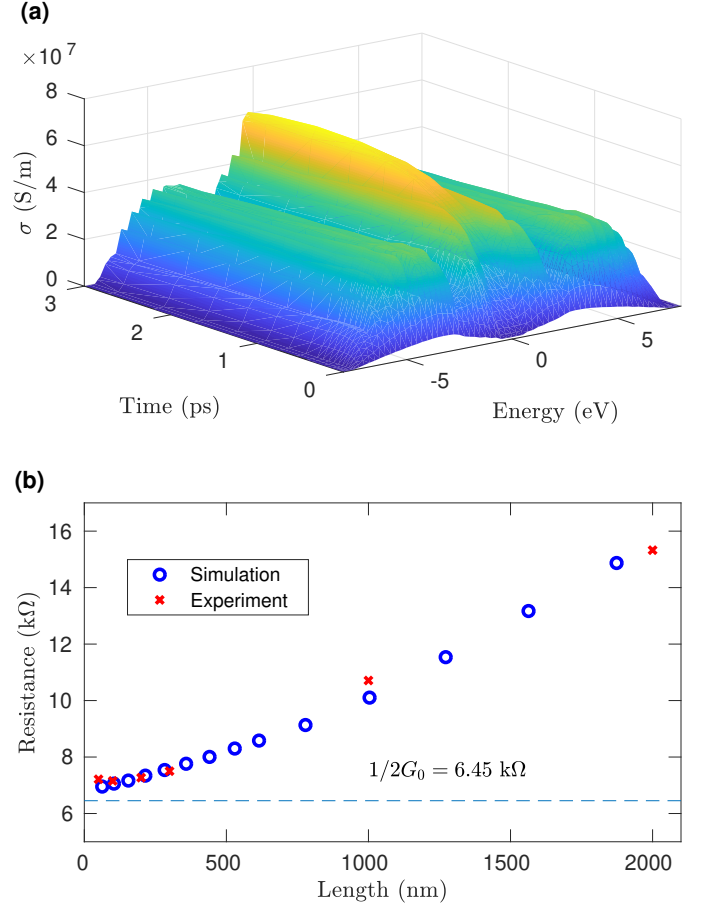 (a)
×10⁷
8
6
4
2
0
σ (S/m)
3
2
1
0
Time (ps)
-5
0
5
Energy (eV)
(b)
16
14
12
10
8
6
Resistance (kΩ)
Simulation
Experiment
1/2G₀ = 6.45 kΩ
0
500
1000
1500
2000
Length (nm)